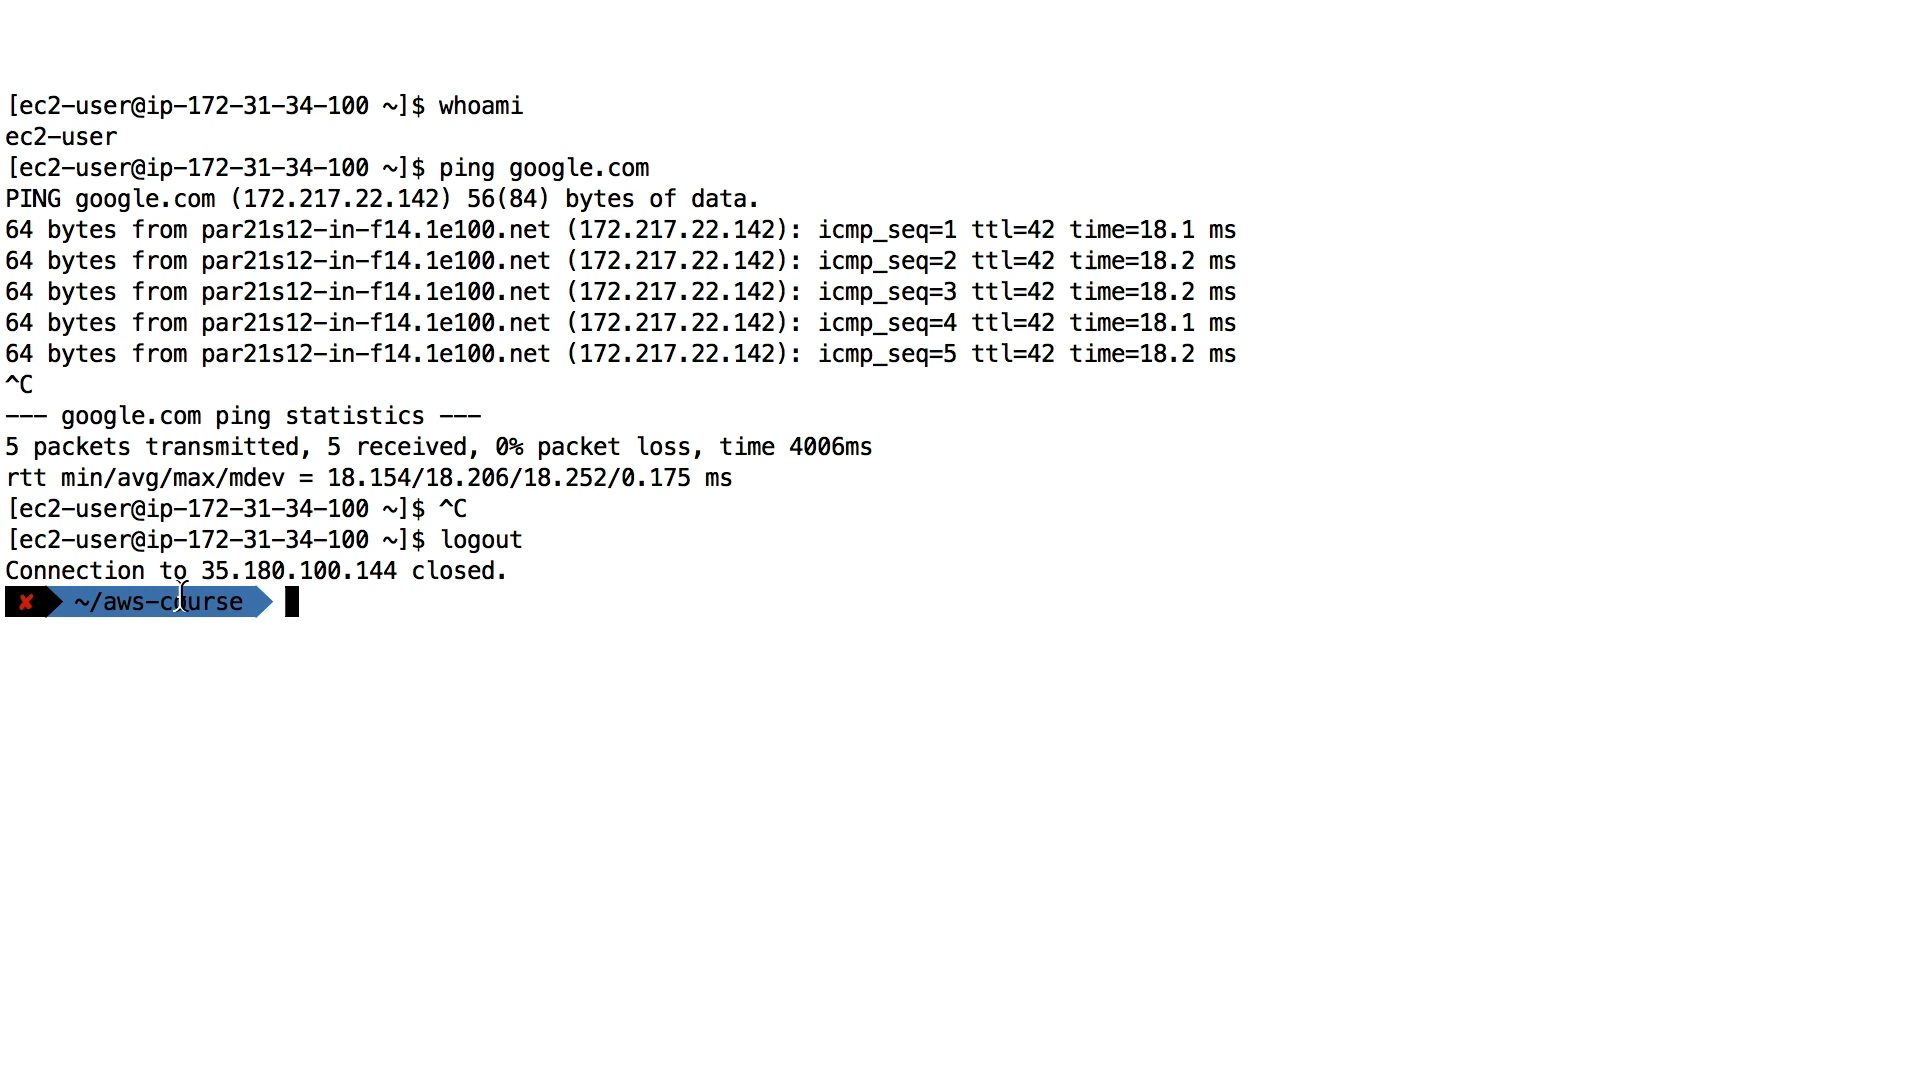 [ec2-user@ip-172-31-34-100 ~]$ whoami
ec2-user
[ec2-user@ip-172-31-34-100 ~]$ ping google.com
PING google.com (172.217.22.142) 56(84) bytes of data.
64 bytes from par21s12-in-f14.1e100.net (172.217.22.142): icmp_seq=1 ttl=42 time=18.1 ms
64 bytes from par21s12-in-f14.1e100.net (172.217.22.142): icmp_seq=2 ttl=42 time=18.2 ms
64 bytes from par21s12-in-f14.1e100.net (172.217.22.142): icmp_seq=3 ttl=42 time=18.2 ms
64 bytes from par21s12-in-f14.1e100.net (172.217.22.142): icmp_seq=4 ttl=42 time=18.1 ms
64 bytes from par21s12-in-f14.1e100.net (172.217.22.142): icmp_seq=5 ttl=42 time=18.2 ms
^C
--- google.com ping statistics ---
5 packets transmitted, 5 received, 0% packet loss, time 4006ms
rtt min/avg/max/mdev = 18.154/18.206/18.252/0.175 ms
[ec2-user@ip-172-31-34-100 ~]$ ^C
[ec2-user@ip-172-31-34-100 ~]$ logout
Connection to 35.180.100.144 closed.
✘ ~/aws-course